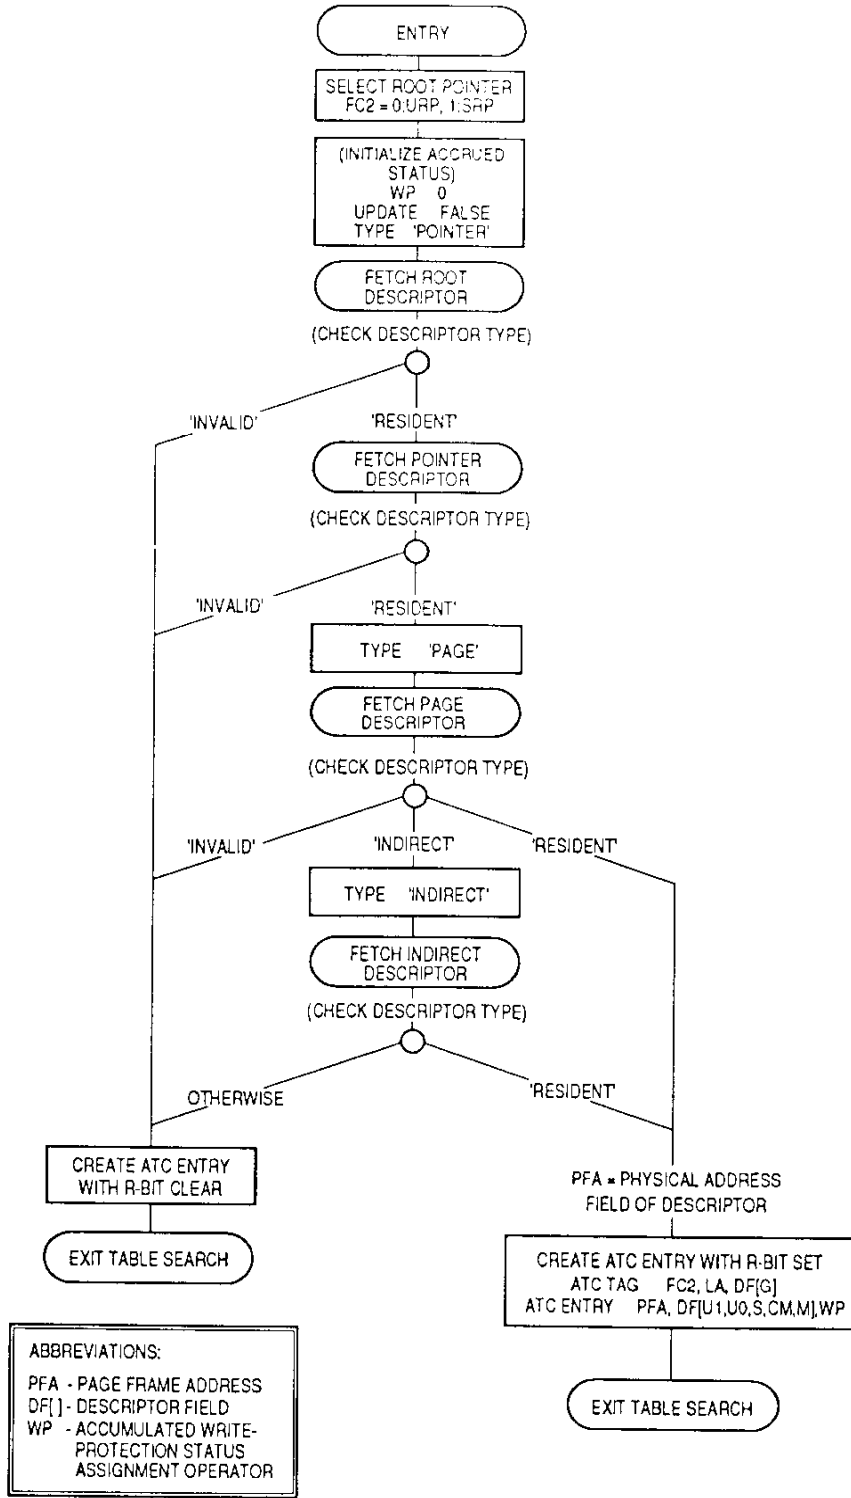 ENTRY
SELECT ROOT POINTER
FC2 = 0:URP, 1:SRP
(INITIALIZE ACCRUED
STATUS)
WP 0
UPDATE FALSE
TYPE 'POINTER'
FETCH ROOT
DESCRIPTOR
(CHECK DESCRIPTOR TYPE)
'INVALID' 'RESIDENT'
FETCH POINTER
DESCRIPTOR
(CHECK DESCRIPTOR TYPE)
'INVALID' 'RESIDENT'
TYPE 'PAGE'
FETCH PAGE
DESCRIPTOR
(CHECK DESCRIPTOR TYPE)
'INVALID' 'INDIRECT' 'RESIDENT'
TYPE 'INDIRECT'
FETCH INDIRECT
DESCRIPTOR
(CHECK DESCRIPTOR TYPE)
OTHERWISE 'RESIDENT'
CREATE ATC ENTRY
WITH R-BIT CLEAR
EXIT TABLE SEARCH
PFA = PHYSICAL ADDRESS
FIELD OF DESCRIPTOR
CREATE ATC ENTRY WITH R-BIT SET
ATC TAG FC2, LA, DF[G]
ATC ENTRY PFA, DF[U1,U0,S,CM,M],WP
EXIT TABLE SEARCH
ABBREVIATIONS:
PFA - PAGE FRAME ADDRESS
DF[ ] - DESCRIPTOR FIELD
WP - ACCUMULATED WRITE-
PROTECTION STATUS
ASSIGNMENT OPERATOR